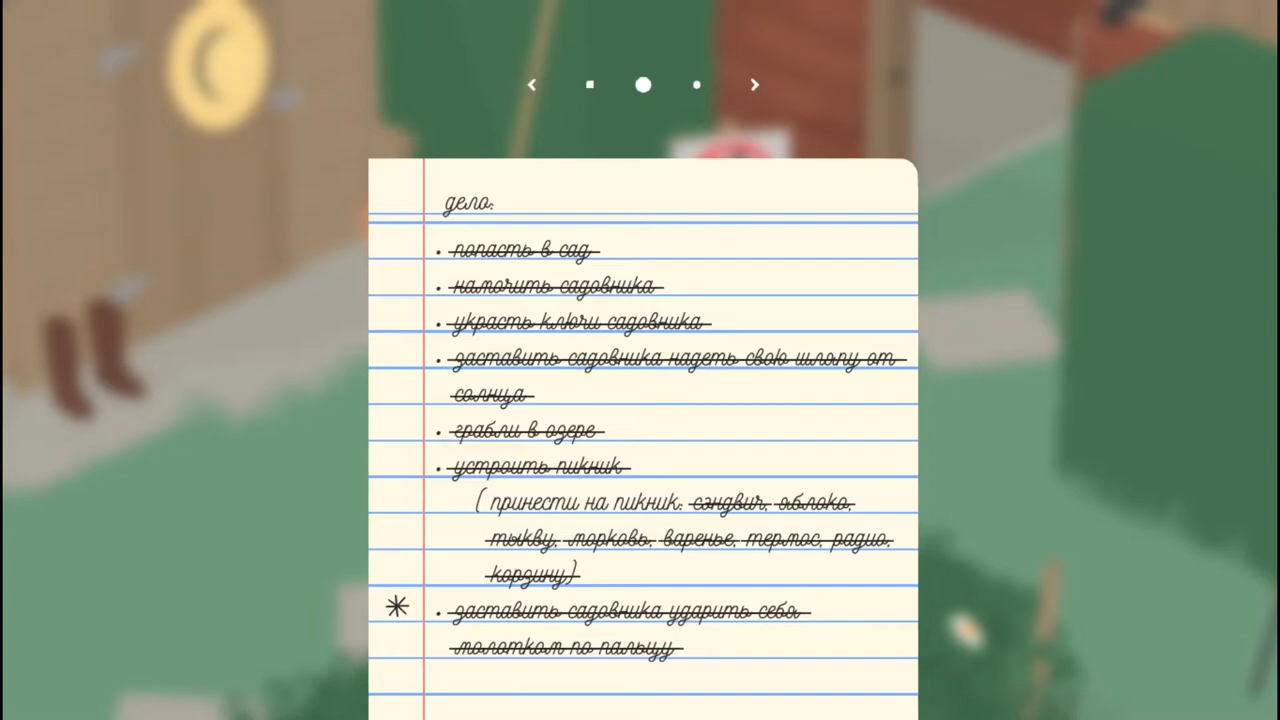 дело:
• попасть в сад
• намочить садовника
• украсть ключи садовника
• заставить садовника надеть свою шляпу от
солнца
• грабли в озере
• устроить пикник
( принести на пикник: сэндвич, яблоко,
тыкву, морковь, варенье, термос, радио,
корзину)
* • заставить садовника ударить себя
молотком по пальцу